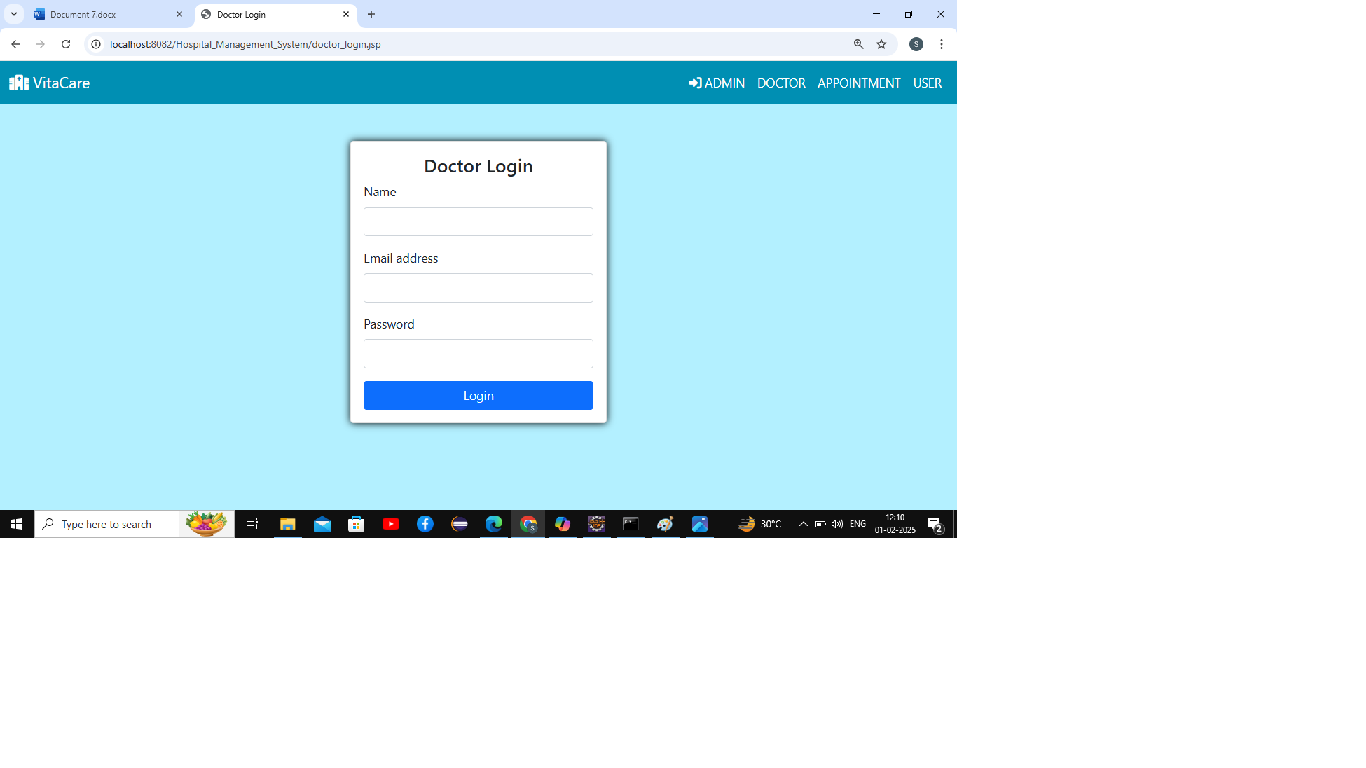 Document 7.docx
Doctor Login
localhost:8082/Hospital_Management_System/doctor_login.jsp
S
VitaCare
ADMIN DOCTOR APPOINTMENT USER
Doctor Login
Name
Email address
Password
Login
Type here to search
30°C
ENG
12:10
01-02-2025
2